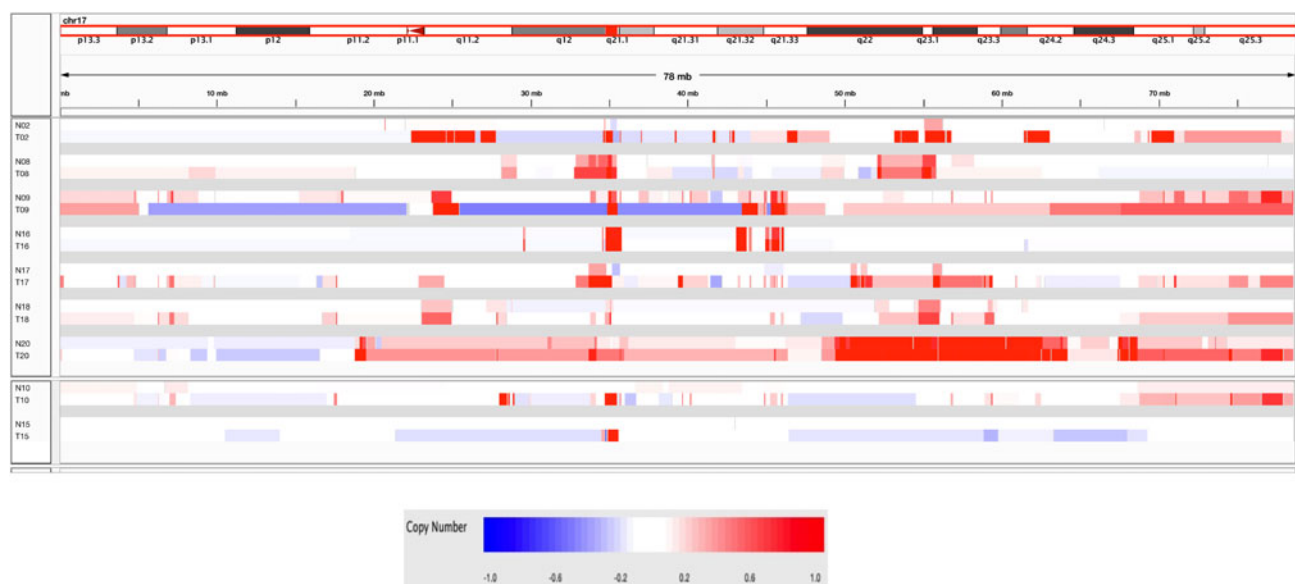 chr17
p13.3 p13.2 p13.1 p12 p11.2 p11.1 q11.2 q12 q21.1 q21.31 q21.32 q21.33 q22 q23.1 q23.3 q24.2 q24.3 q25.1 q25.2 q25.3
78 mb
mb 10 mb 20 mb 30 mb 40 mb 50 mb 60 mb 70 mb
N02
T02
N08
T08
N09
T09
N16
T16
N17
T17
N18
T18
N20
T20
N10
T10
N15
T15
Copy Number
-1.0 -0.6 -0.2 0.2 0.6 1.0